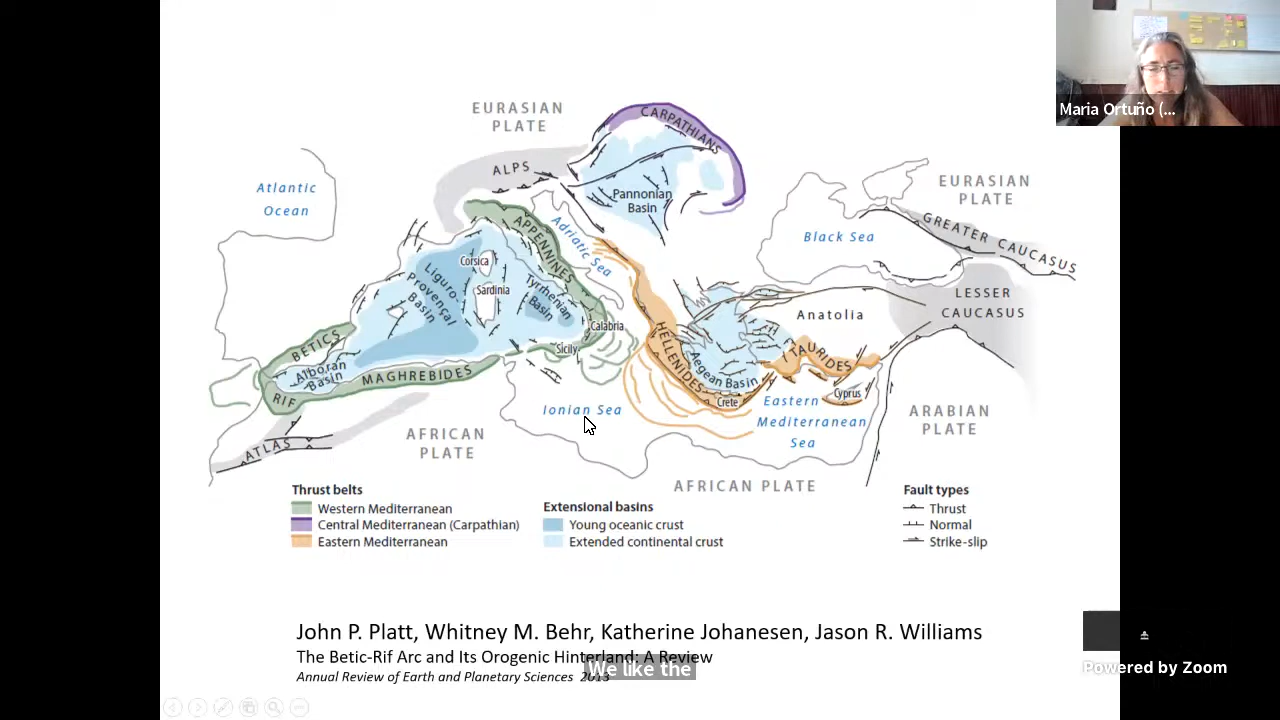 Maria Ortuño (...
EURASIAN
PLATE
CARPATHIANS
ALPS
Pannonian
Basin
Atlantic
Ocean
EURASIAN
PLATE
Black Sea
GREATER CAUCASUS
APPENNINES
Adriatic Sea
Corsica
Liguro-
Provençal
Basin
Sardinia
Tyrrhenian
Basin
LESSER
CAUCASUS
Anatolia
Calabria
Sicily
BETICS
Alboran
Basin
MAGHREBIDES
RIF
HELLENIDES
Aegean Basin
TAURIDES
Crete
Cyprus
Ionian Sea
Eastern
Mediterranean
Sea
ARABIAN
PLATE
AFRICAN
PLATE
ATLAS
AFRICAN PLATE
Thrust belts
Western Mediterranean
Central Mediterranean (Carpathian)
Eastern Mediterranean
Extensional basins
Young oceanic crust
Extended continental crust
Fault types
Thrust
Normal
Strike-slip
John P. Platt, Whitney M. Behr, Katherine Johanesen, Jason R. Williams
The Betic-Rif Arc and Its Orogenic Hinterland: A Review
We like the
Annual Review of Earth and Planetary Sciences 2013
Powered by Zoom